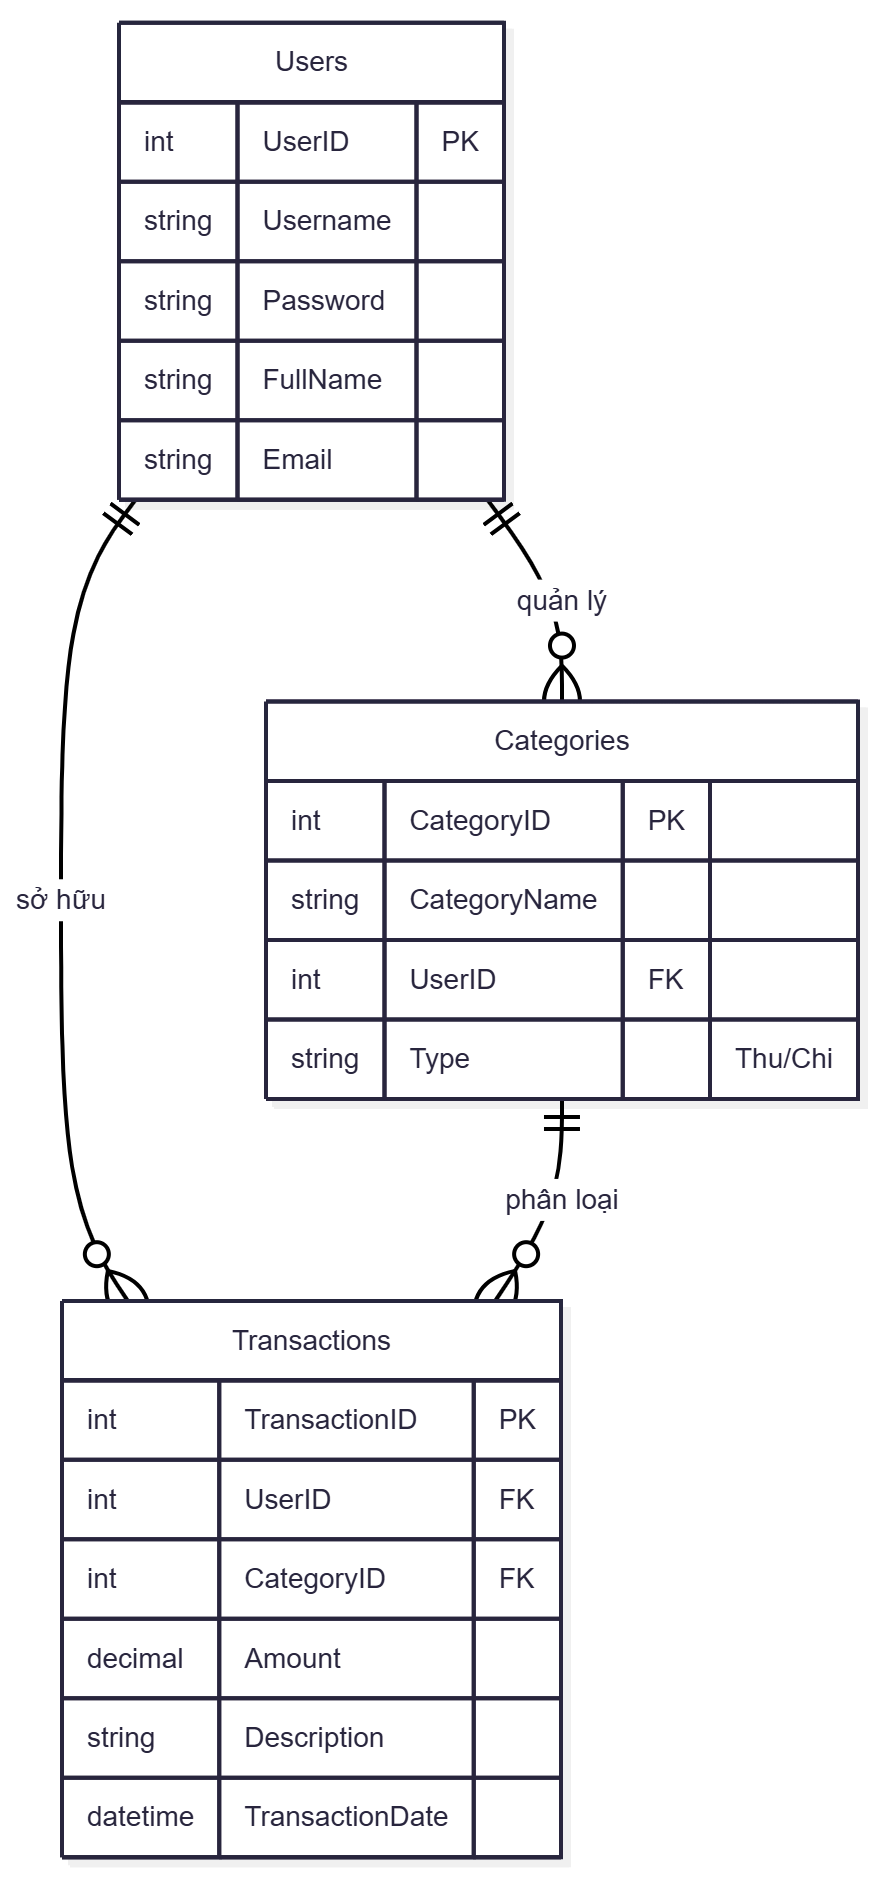 Users
int UserID PK
string Username
string Password
string FullName
string Email
quản lý
Categories
int CategoryID PK
string CategoryName
int UserID FK
string Type Thu/Chi
sở hữu
phân loại
Transactions
int TransactionID PK
int UserID FK
int CategoryID FK
decimal Amount
string Description
datetime TransactionDate